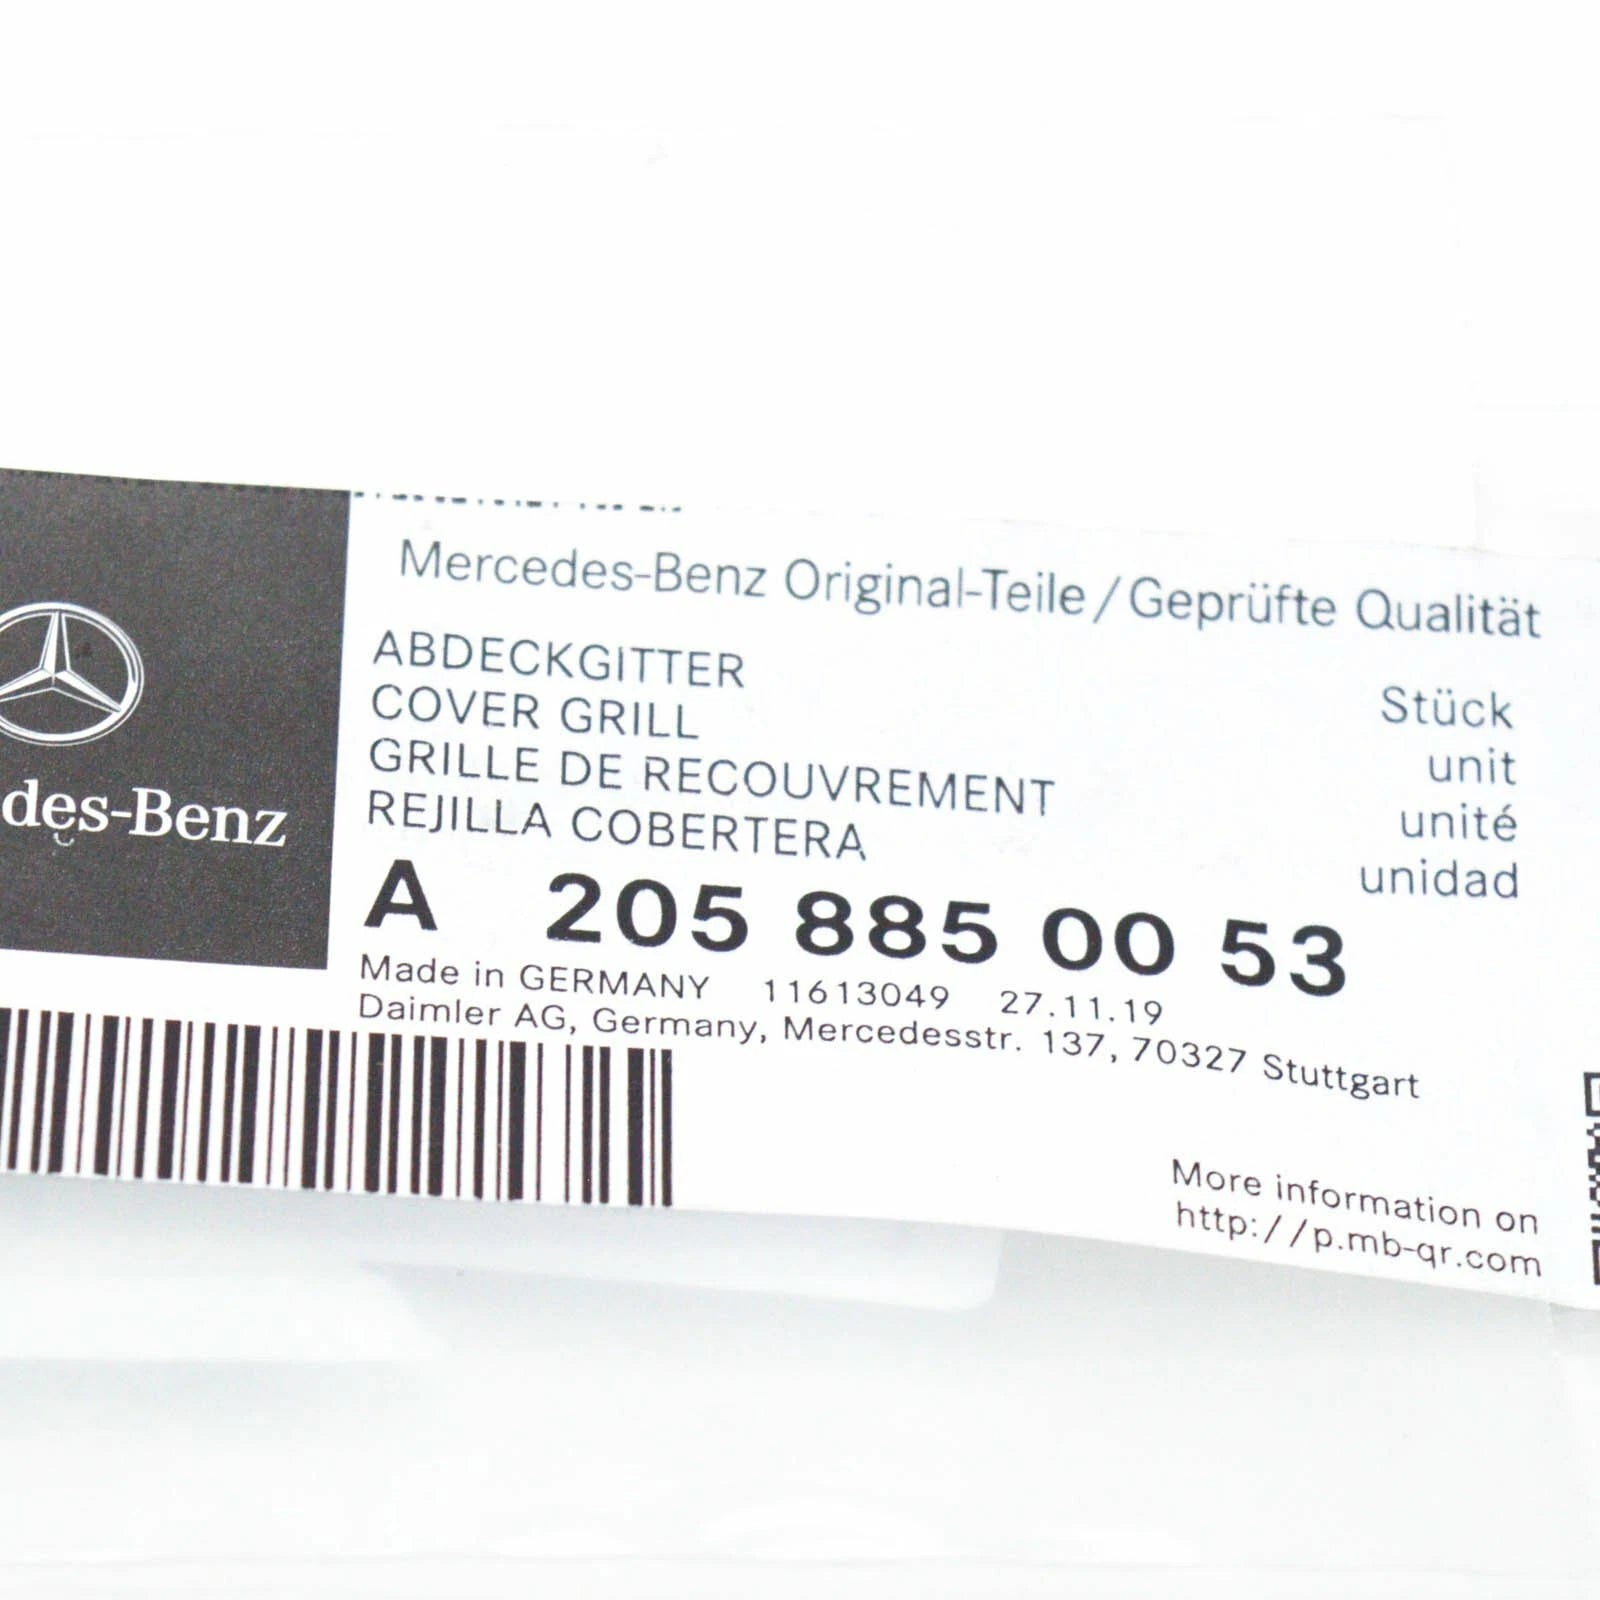 des-Benz
Mercedes-Benz Original-Teile/Geprüfte Qualität
ABDECKGITTER
COVER GRILL
GRILLE DE RECOUVREMENT
REJILLA COBERTERA
Stück
unit
unité
unidad
A 205 885 00 53
Made in GERMANY 11613049 27.11.19
Daimler AG, Germany, Mercedesstr. 137, 70327 Stuttgart
More information on
http://p.mb-qr.com